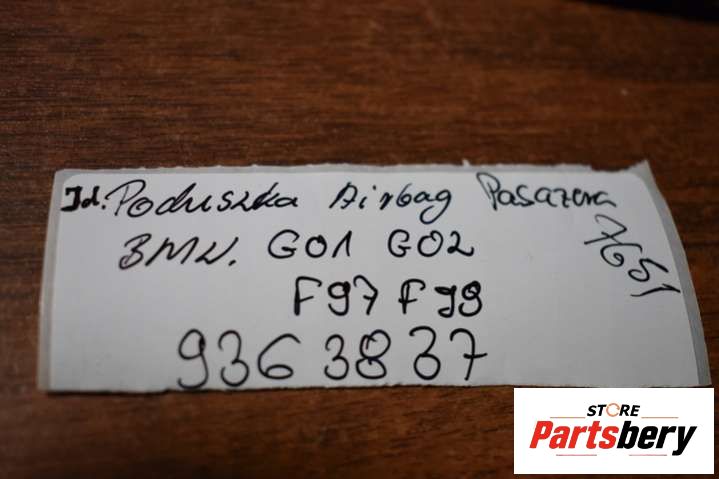 Id. Poduszka Airbag Pasażera
BMW. G01 G02
7651
F97 F98
9363837
STORE
Partsbery